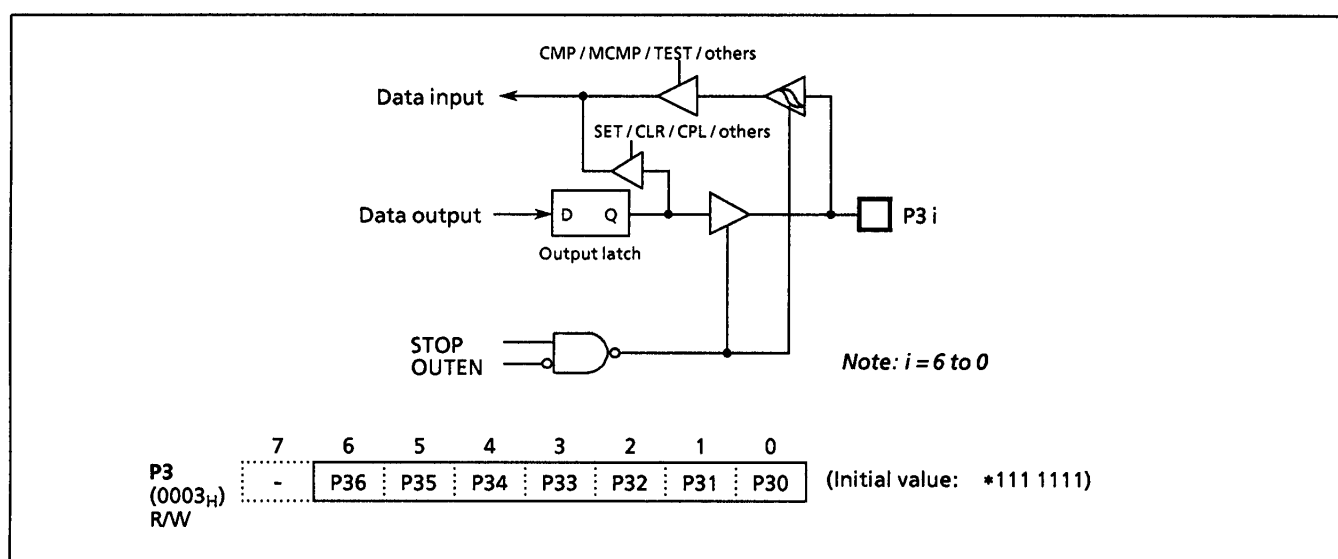 CMP / MCMP / TEST / others
Data input
SET / CLR / CPL / others
Data output
D Q
P3 i
Output latch
STOP
OUTEN
Note: i = 6 to 0
7 6 5 4 3 2 1 0
P3
(0003H)
R/W
- P36 P35 P34 P33 P32 P31 P30
(Initial value: *111 1111)